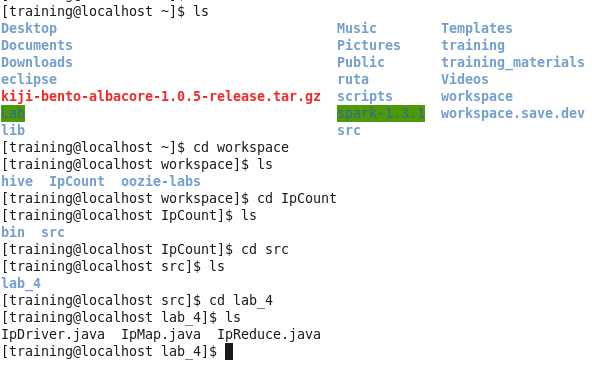 [training@localhost ~]$ ls
Desktop Music Templates
Documents Pictures training
Downloads Public training_materials
eclipse ruta Videos
kiji-bento-albacore-1.0.5-release.tar.gz scripts workspace
Lab spark-1.3.1 workspace.save.dev
lib src
[training@localhost ~]$ cd workspace
[training@localhost workspace]$ ls
hive IpCount oozie-labs
[training@localhost workspace]$ cd IpCount
[training@localhost IpCount]$ ls
bin src
[training@localhost IpCount]$ cd src
[training@localhost src]$ ls
lab_4
[training@localhost src]$ cd lab_4
[training@localhost lab_4]$ ls
IpDriver.java IpMap.java IpReduce.java
[training@localhost lab_4]$